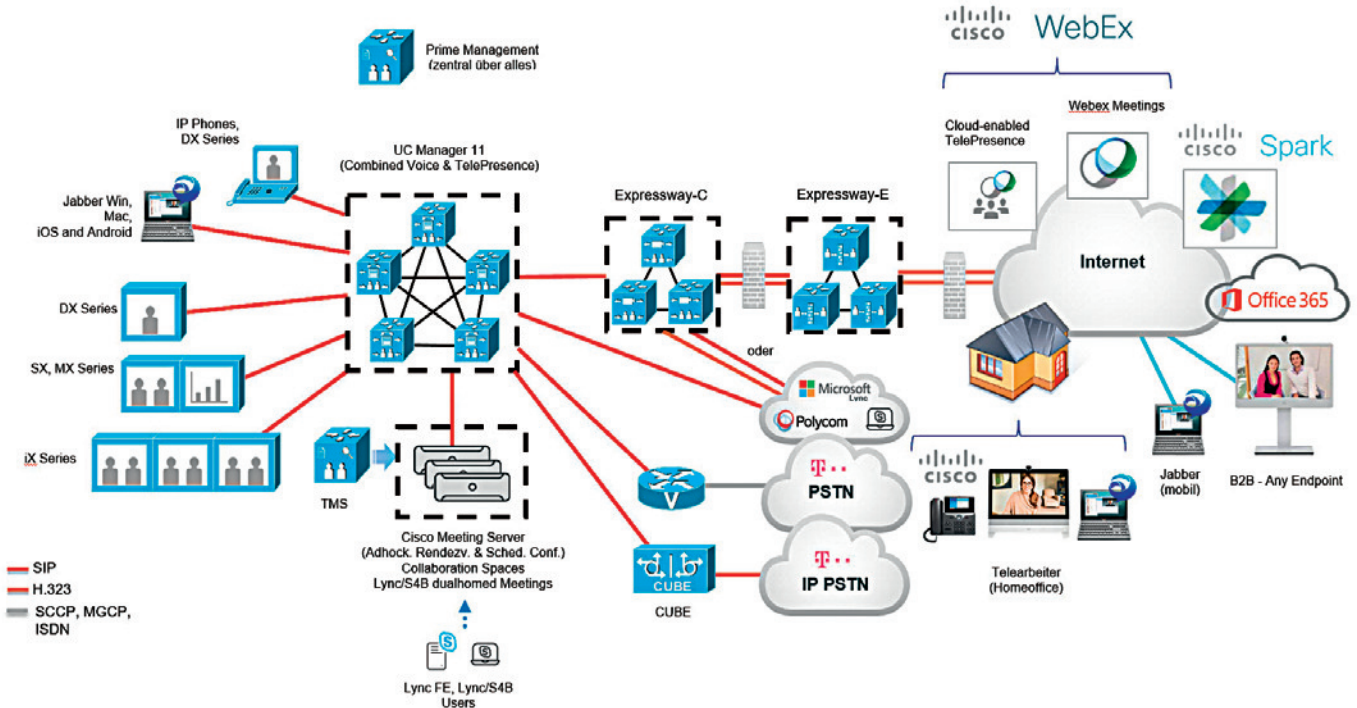 Prime Management
(zentral über alles)
CISCO WebEx
Webex Meetings
Cloud-enabled
TelePresence
CISCO Spark
IP Phones,
DX Series
UC Manager 11
(Combined Voice & TelePresence)
Jabber Win,
Mac,
iOS and Android
Expressway-C
Expressway-E
Internet
Office 365
DX Series
oder
SX, MX Series
Microsoft
Lync
Polycom
iX Series
TMS
CISCO
Jabber
(mobil)
B2B - Any Endpoint
V
T
PSTN
Cisco Meeting Server
(Adhock. Rendezv. & Sched. Conf.)
Collaboration Spaces
Lync/S4B dualhomed Meetings
d b
CUBE
CUBE
T
IP PSTN
Telearbeiter
(Homeoffice)
SIP
H.323
SCCP, MGCP,
ISDN
Lync FE, Lync/S4B
Users